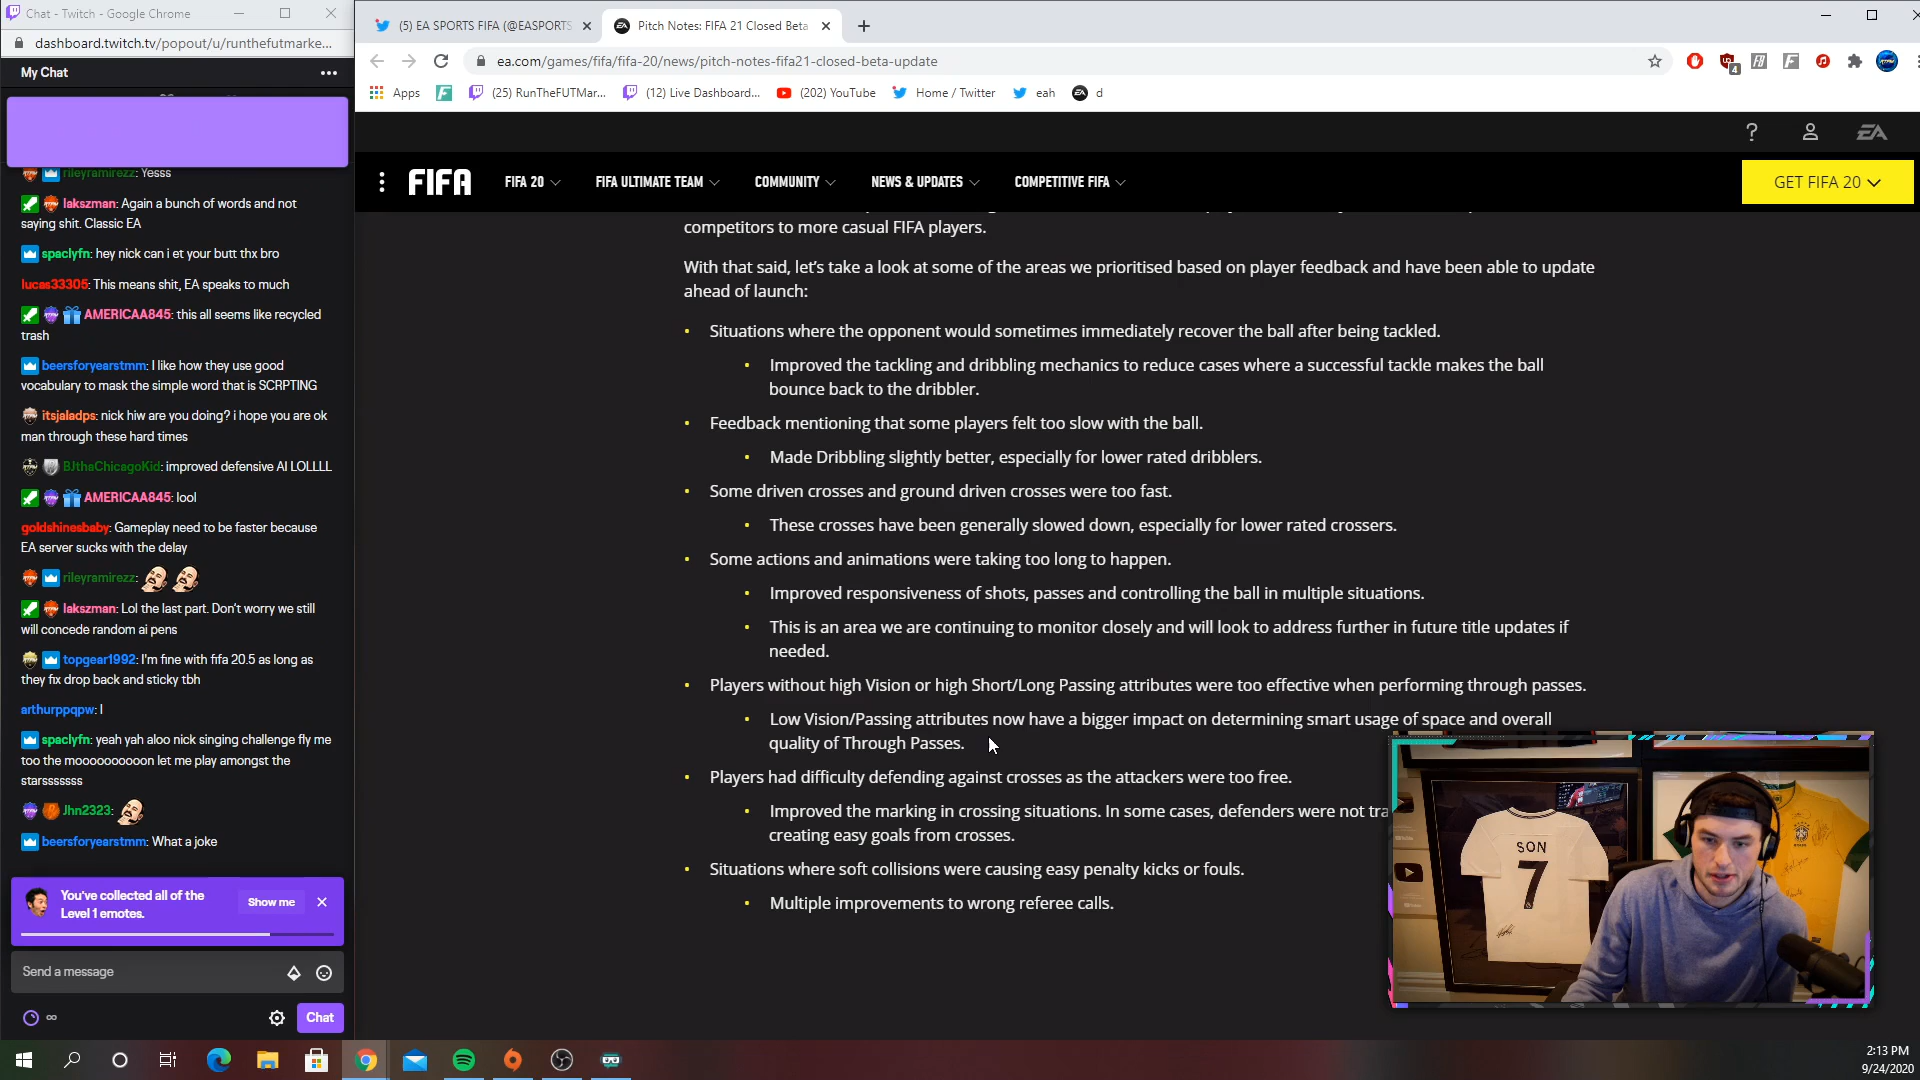 Chat - Twitch - Google Chrome
dashboard.twitch.tv/popout/u/runthefutmarke...
My Chat
rileyramirezz: Yesss
lakszman: Again a bunch of words and not
saying shit. Classic EA
spaclyfn: hey nick can i et your butt thx bro
lucas33305: This means shit, EA speaks to much
AMERICAA845: this all seems like recycled
trash
beersforyearstmm: I like how they use good
vocabulary to mask the simple word that is SCRPTING
itsjaladps: nick hiw are you doing? i hope you are ok
man through these hard times
BJthaChicagoKid: improved defensive AI LOLLLL
AMERICAA845: lool
goldshinesbaby: Gameplay need to be faster because
EA server sucks with the delay
rileyramirezz:
lakszman: Lol the last part. Don't worry we still
will concede random ai pens
topgear1992: I'm fine with fifa 20.5 as long as
they fix drop back and sticky tbh
arthurppqpw: I
spaclyfn: yeah yah aloo nick singing challenge fly me
too the moooooooooon let me play amongst the
starsssssss
Jhn2323:
beersforyearstmm: What a joke
You've collected all of the
Level 1 emotes.
Show me
Send a message
∞
Chat
(5) EA SPORTS FIFA (@EASPORTS
Pitch Notes: FIFA 21 Closed Beta
ea.com/games/fifa/fifa-20/news/pitch-notes-fifa21-closed-beta-update
4
Apps
(25) RunTheFUTMar...
(12) Live Dashboard...
(202) YouTube
Home / Twitter
eah
d
? EA
FIFA
FIFA 20
FIFA ULTIMATE TEAM
COMMUNITY
NEWS & UPDATES
COMPETITIVE FIFA
GET FIFA 20
competitors to more casual FIFA players.
With that said, let's take a look at some of the areas we prioritised based on player feedback and have been able to update
ahead of launch:
• Situations where the opponent would sometimes immediately recover the ball after being tackled.
• Improved the tackling and dribbling mechanics to reduce cases where a successful tackle makes the ball
bounce back to the dribbler.
• Feedback mentioning that some players felt too slow with the ball.
• Made Dribbling slightly better, especially for lower rated dribblers.
• Some driven crosses and ground driven crosses were too fast.
• These crosses have been generally slowed down, especially for lower rated crossers.
• Some actions and animations were taking too long to happen.
• Improved responsiveness of shots, passes and controlling the ball in multiple situations.
• This is an area we are continuing to monitor closely and will look to address further in future title updates if
needed.
• Players without high Vision or high Short/Long Passing attributes were too effective when performing through passes.
• Low Vision/Passing attributes now have a bigger impact on determining smart usage of space and overall
quality of Through Passes.
• Players had difficulty defending against crosses as the attackers were too free.
• Improved the marking in crossing situations. In some cases, defenders were not tra
creating easy goals from crosses.
• Situations where soft collisions were causing easy penalty kicks or fouls.
• Multiple improvements to wrong referee calls.
SON
7
2:13 PM
9/24/2020